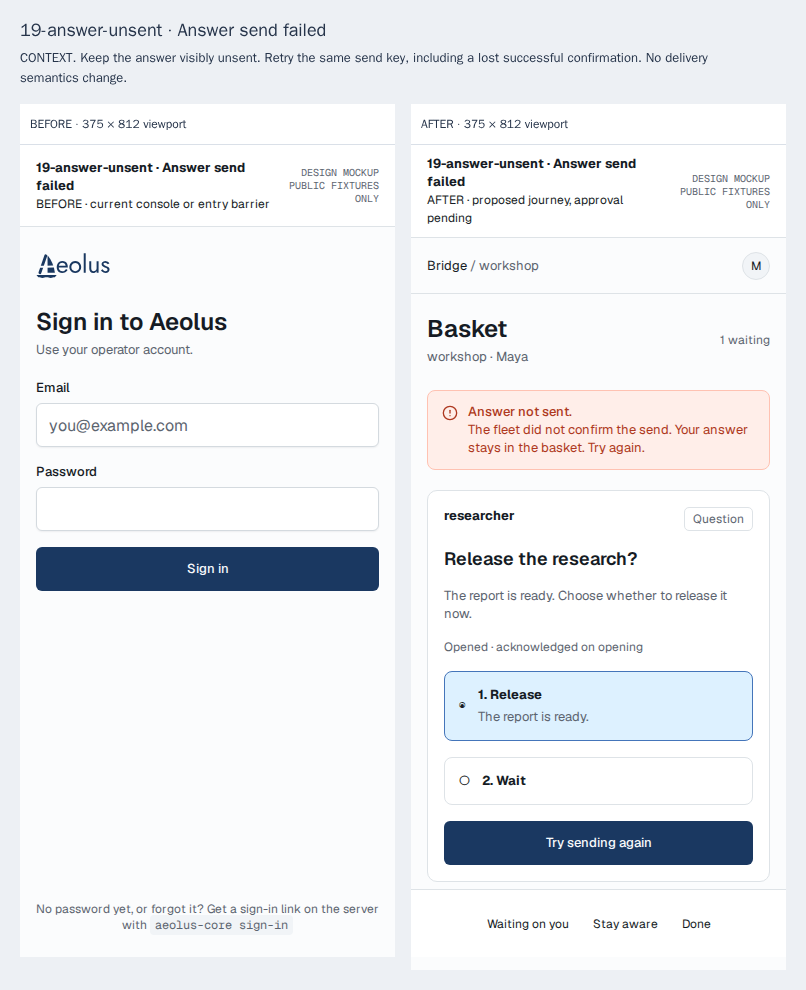 19-answer-unsent · Answer send failed
CONTEXT. Keep the answer visibly unsent. Retry the same send key, including a lost successful confirmation. No delivery
semantics change.
BEFORE · 375 × 812 viewport
19-answer-unsent · Answer send
failed
BEFORE · current console or entry barrier
DESIGN MOCKUP
PUBLIC FIXTURES
ONLY
Aeolus
Sign in to Aeolus
Use your operator account.
Email
you@example.com
Password
Sign in
No password yet, or forgot it? Get a sign-in link on the server
with aeolus-core sign-in
AFTER · 375 × 812 viewport
19-answer-unsent · Answer send
failed
AFTER · proposed journey, approval
pending
DESIGN MOCKUP
PUBLIC FIXTURES
ONLY
Bridge / workshop
M
Basket
workshop · Maya
1 waiting
Answer not sent.
The fleet did not confirm the send. Your answer
stays in the basket. Try again.
researcher
Question
Release the research?
The report is ready. Choose whether to release it
now.
Opened · acknowledged on opening
1. Release
The report is ready.
2. Wait
Try sending again
Waiting on you
Stay aware
Done